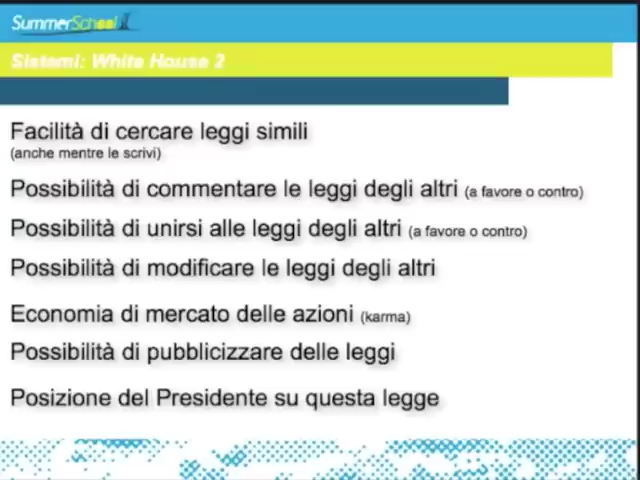 SummerSchool
Sistemi: White House 2
Facilità di cercare leggi simili
(anche mentre le scrivi)
Possibilità di commentare le leggi degli altri (a favore o contro)
Possibilità di unirsi alle leggi degli altri (a favore o contro)
Possibilità di modificare le leggi degli altri
Economia di mercato delle azioni (karma)
Possibilità di pubblicizzare delle leggi
Posizione del Presidente su questa legge